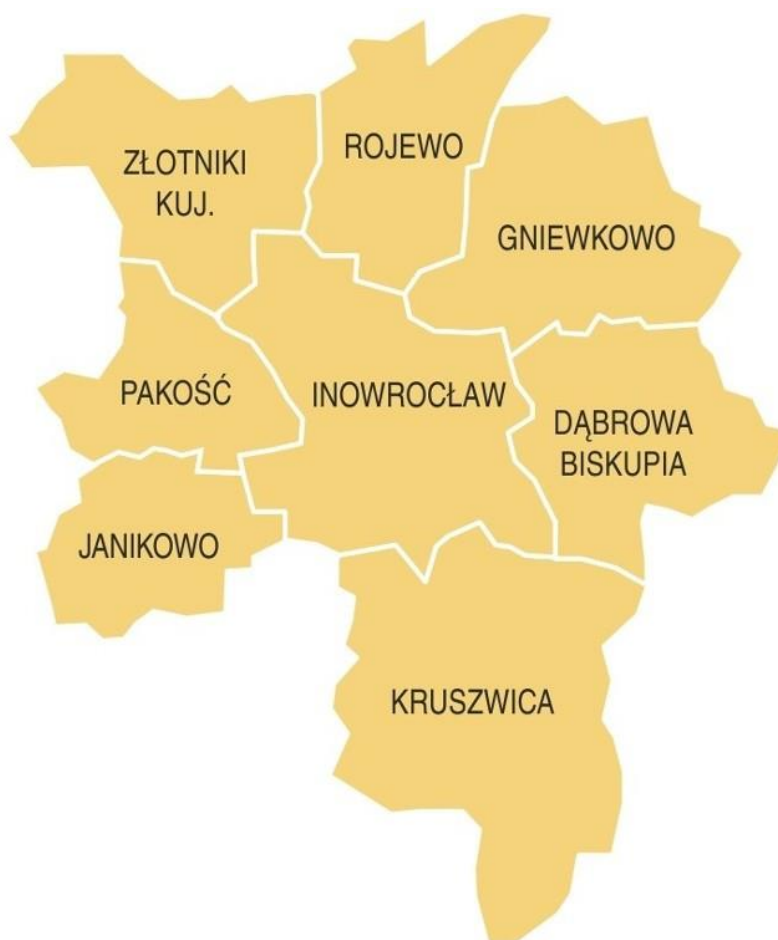 ROJEWO
ZŁOTNIKI
KUJ.
GNIEWKOWO
PAKOŚĆ
INOWROCŁAW
DĄBROWA
BISKUPIA
JANIKOWO
KRUSZWICA